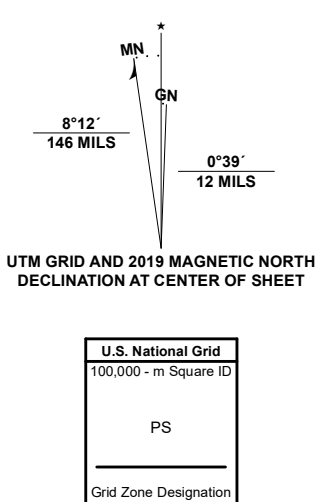 ★
MN
GN
8°12´
146 MILS
0°39´
12 MILS
UTM GRID AND 2019 MAGNETIC NORTH
DECLINATION AT CENTER OF SHEET
U.S. National Grid
100,000 - m Square ID
PS
Grid Zone Designation